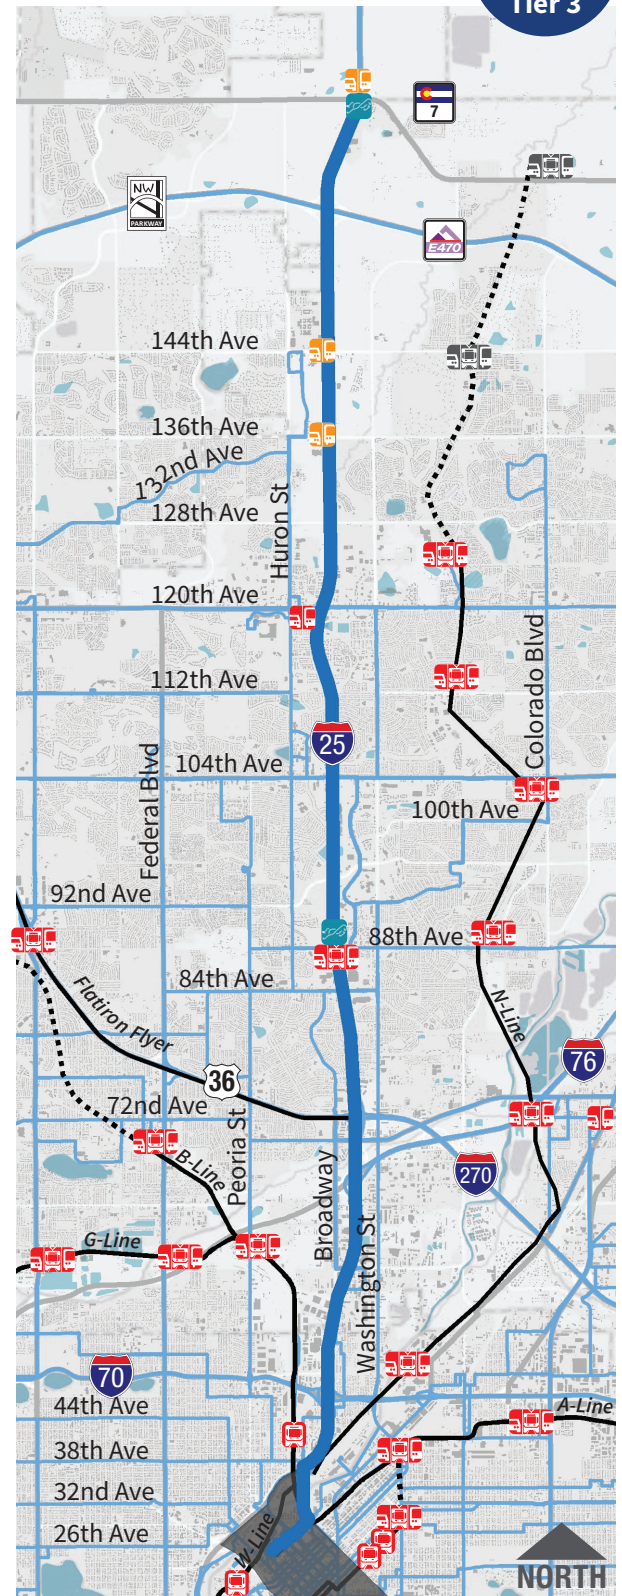 Tier 3
7
NW
PARKWAY
E470
144th Ave
136th Ave
132nd Ave
128th Ave
Huron St
120th Ave
112th Ave
Colorado Blvd
25
104th Ave
Federal Blvd
100th Ave
92nd Ave
88th Ave
84th Ave
Flatiron Flyer
N-Line
76
36
72nd Ave
B-Line
Peoria St
270
Broadway
G-Line
Washington St
70
44th Ave
A-Line
38th Ave
32nd Ave
26th Ave
W-Line
NORTH